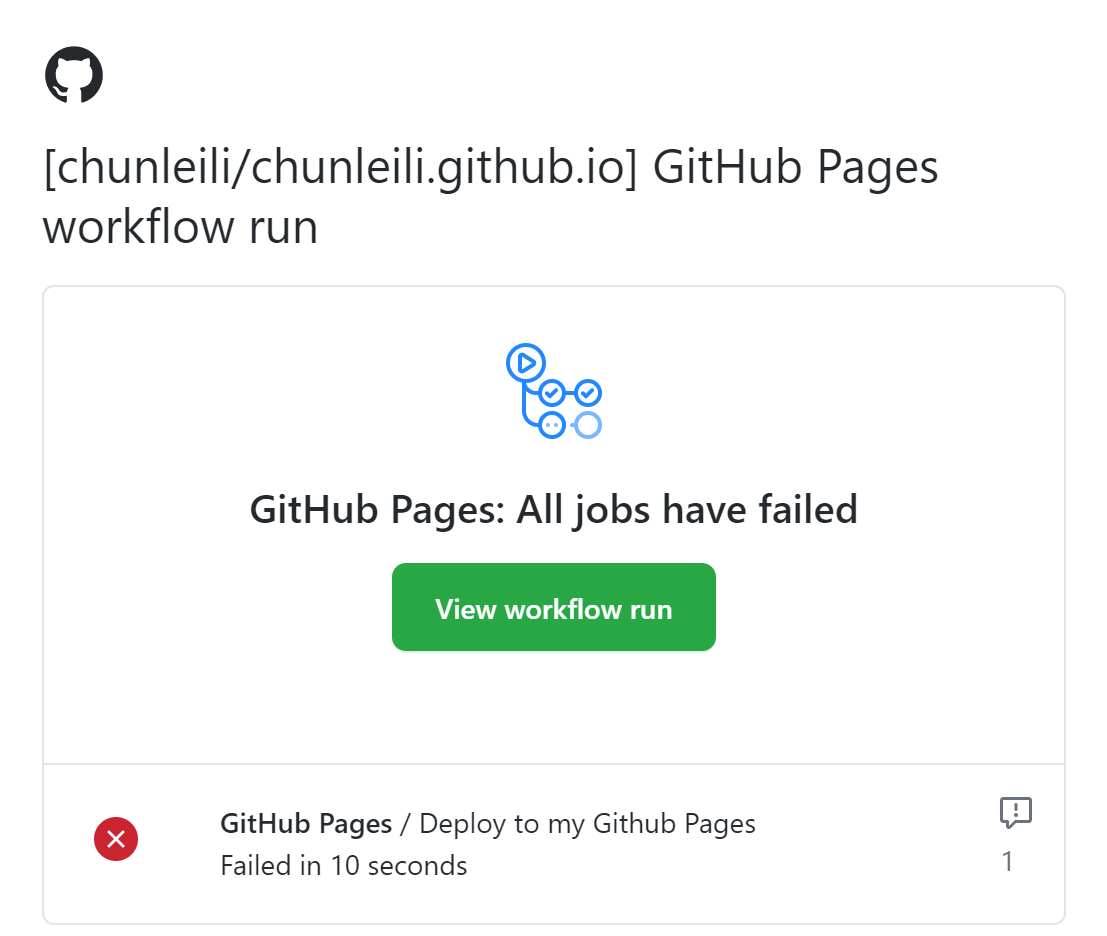 [chunleili/chunleili.github.io] GitHub Pages
workflow run
GitHub Pages: All jobs have failed
View workflow run
GitHub Pages / Deploy to my Github Pages
Failed in 10 seconds
1